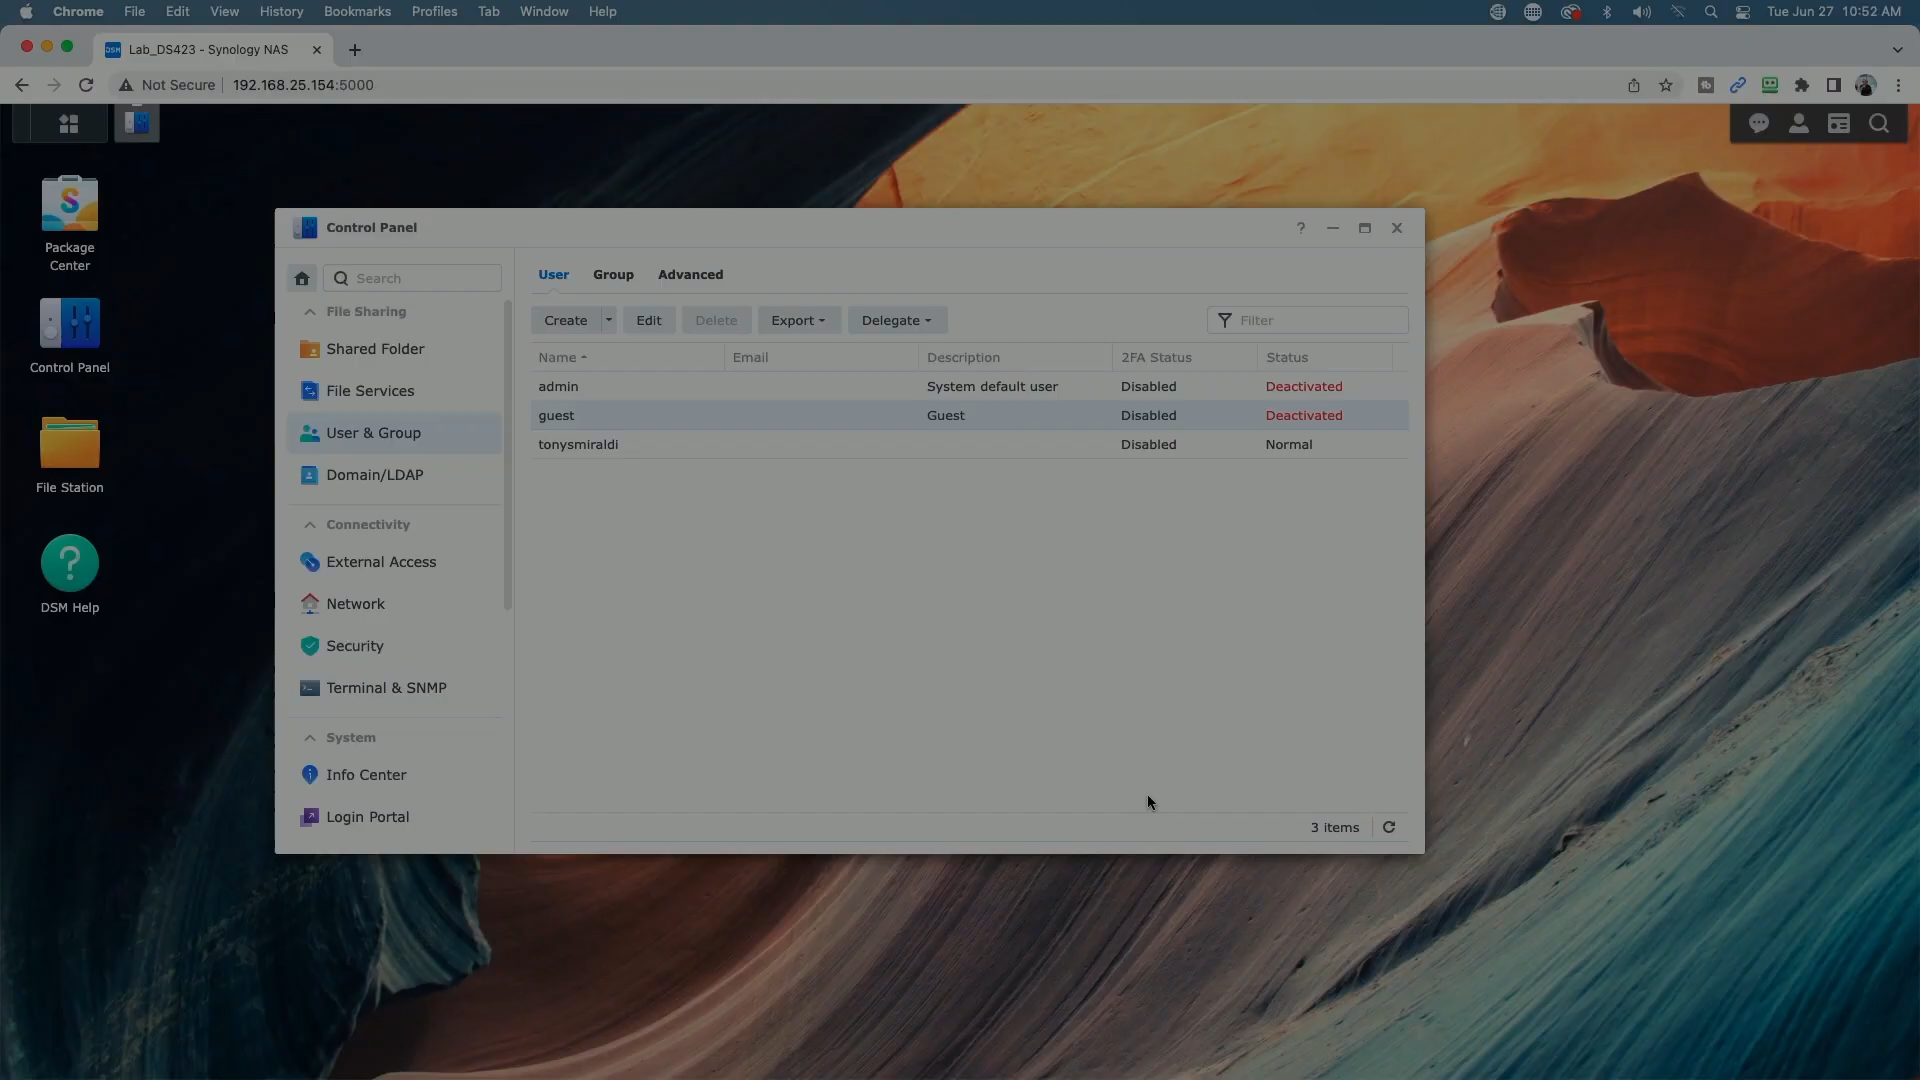 Chrome File Edit View History Bookmarks Profiles Tab Window Help
Tue Jun 27 10:52 AM
DSM Lab_DS423 - Synology NAS
Not Secure 192.168.25.154:5000
Package
Center
Control Panel
File Station
DSM Help
Control Panel
Search
File Sharing
Shared Folder
File Services
User & Group
Domain/LDAP
Connectivity
External Access
Network
Security
Terminal & SNMP
System
Info Center
Login Portal
User Group Advanced
Create Edit Delete Export Delegate Filter
Name Email Description 2FA Status Status
admin System default user Disabled Deactivated
guest Guest Disabled Deactivated
tonysmiraldi Disabled Normal
3 items